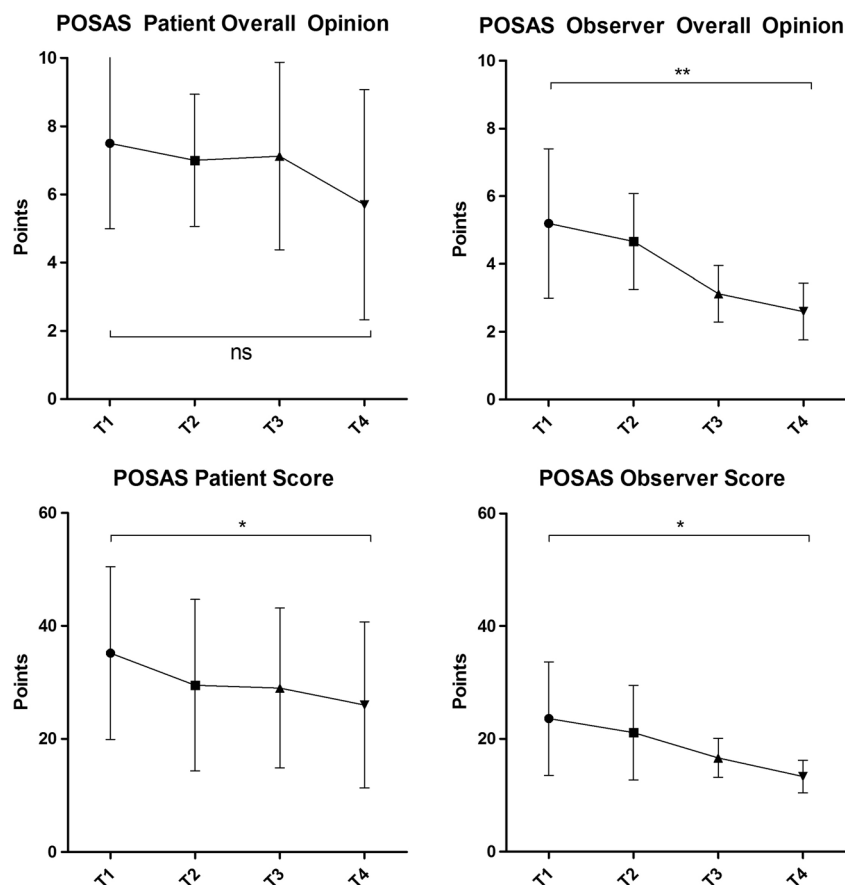 POSAS Patient Overall Opinion
10
8
6
4
2
0
Points
ns
T1
T2
T3
T4
POSAS Observer Overall Opinion
10
8
6
4
2
0
Points
**
T1
T2
T3
T4
POSAS Patient Score
60
40
20
0
Points
*
T1
T2
T3
T4
POSAS Observer Score
60
40
20
0
Points
*
T1
T2
T3
T4